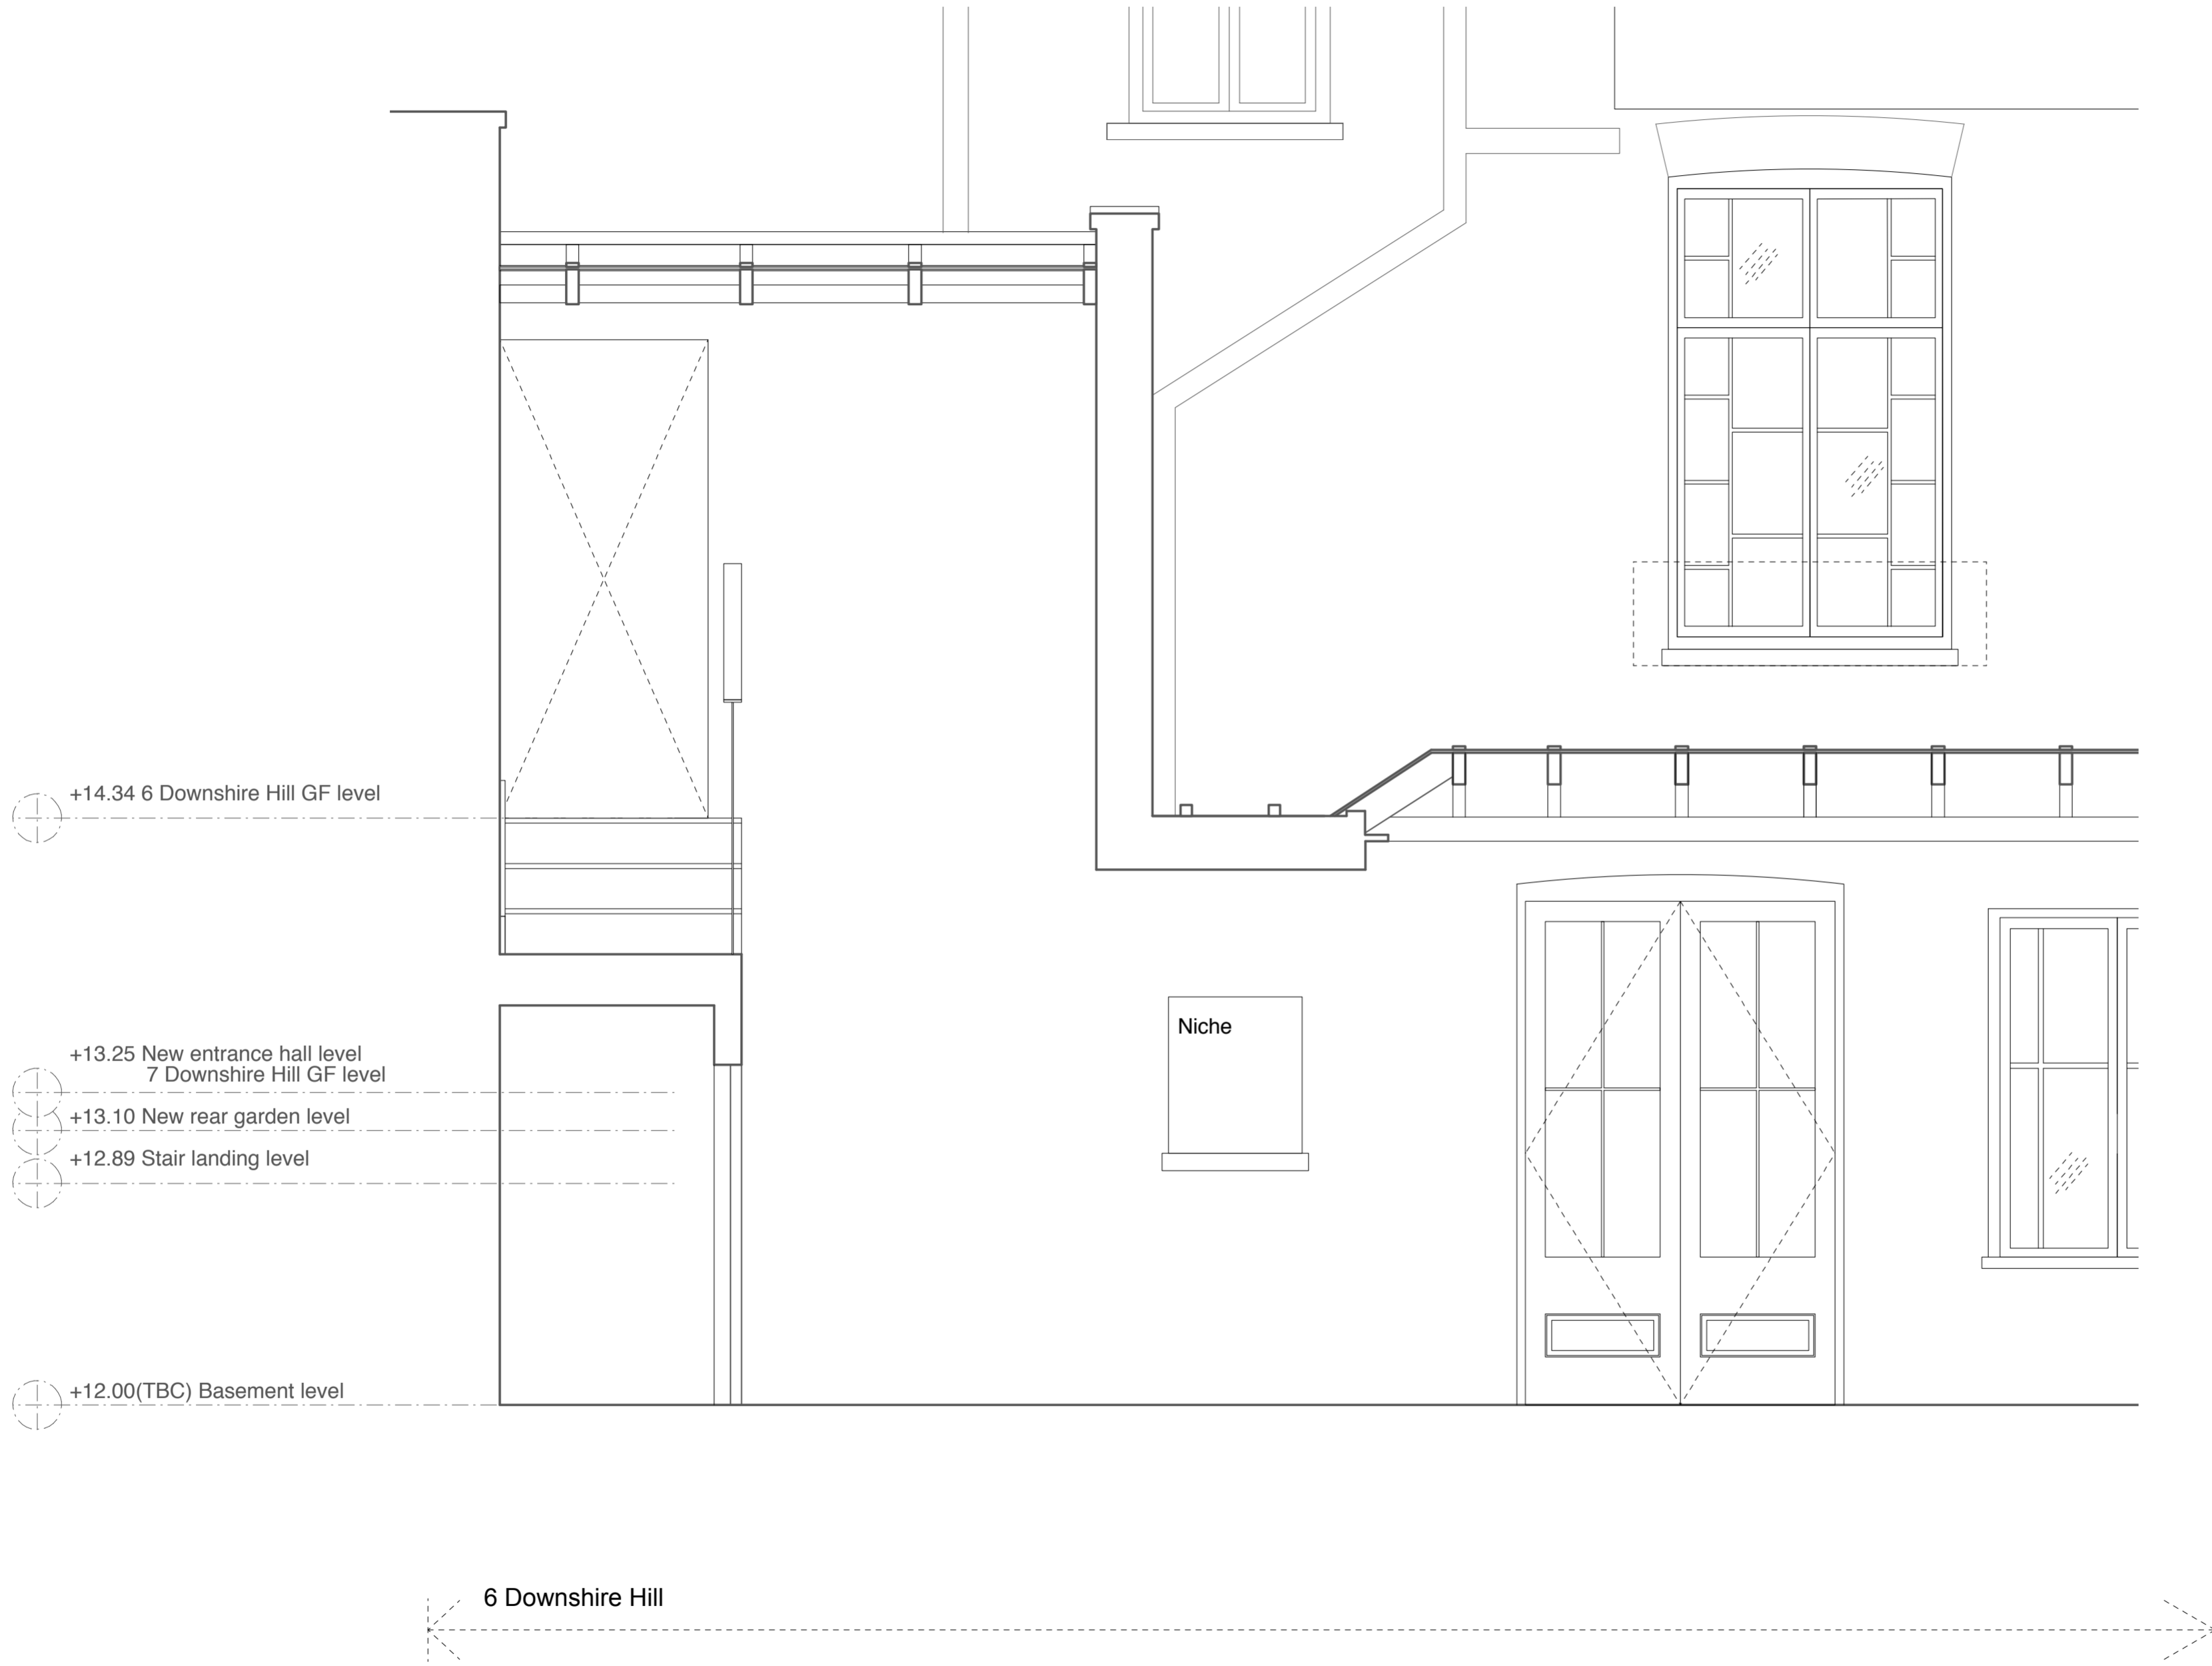 +14.34 6 Downshire Hill GF level
Niche
+13.25 New entrance hall level
7 Downshire Hill GF level
+13.10 New rear garden level
+12.89 Stair landing level
+12.00(TBC) Basement level
6 Downshire Hill